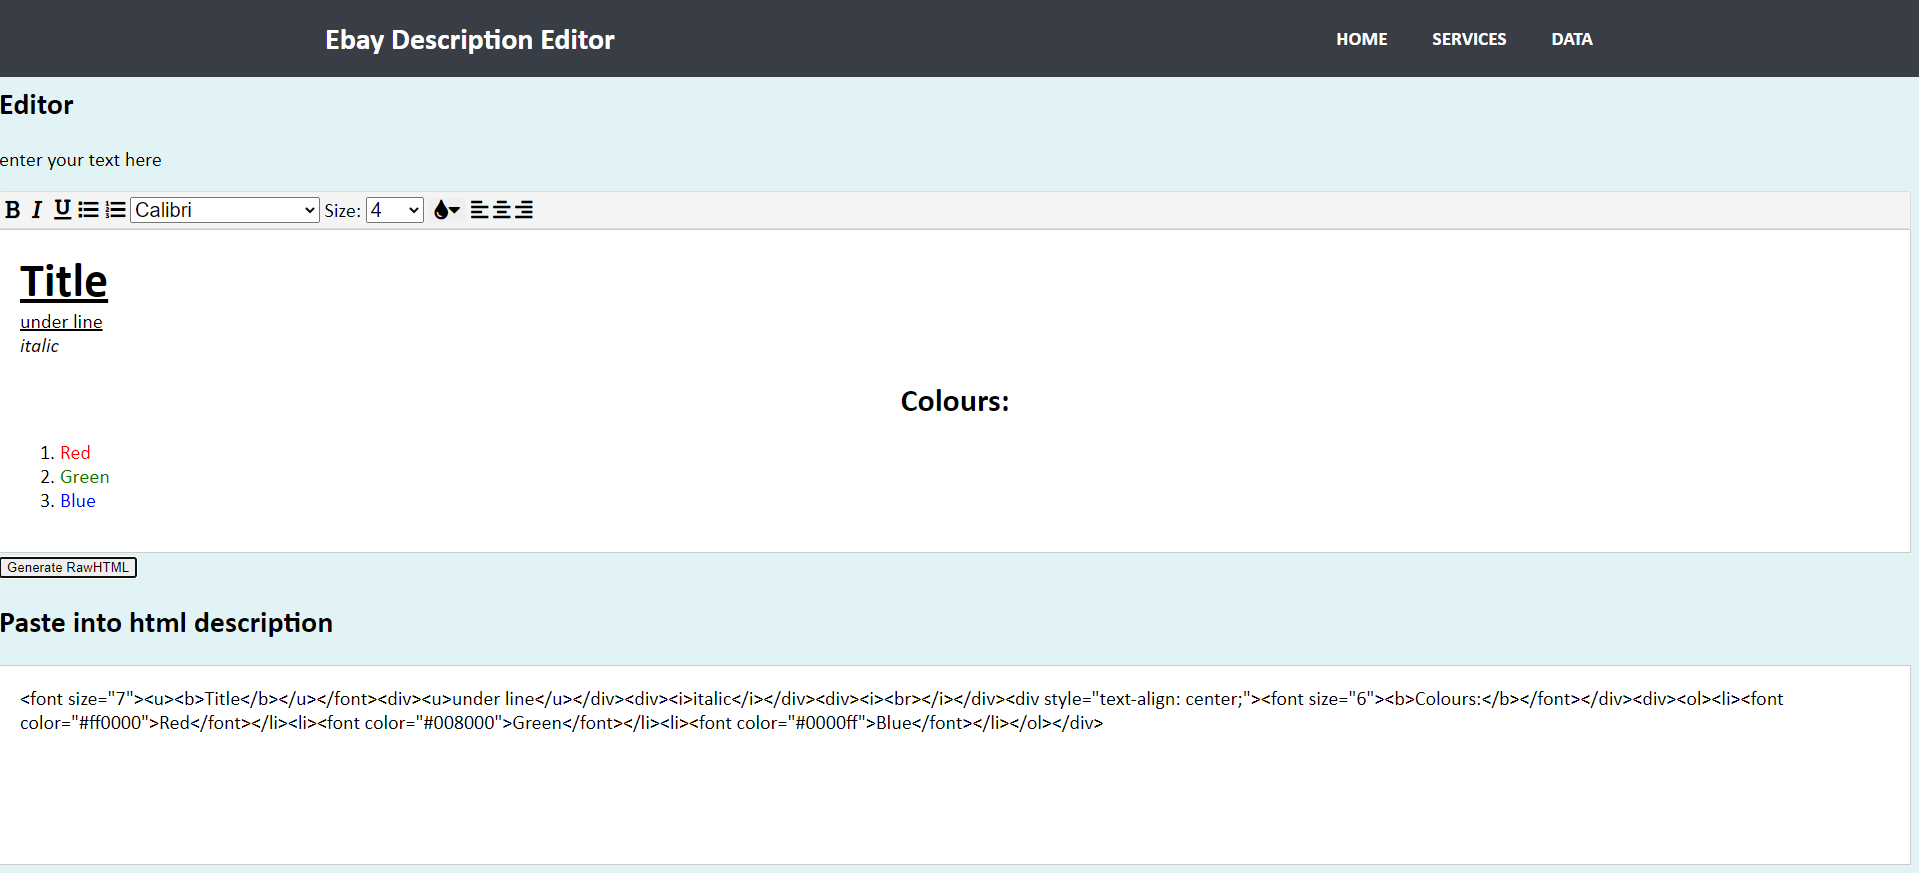 Ebay Description Editor
HOME SERVICES DATA
Editor
enter your text here
B I U Calibri Size: 4
Title
under line
italic
Colours:
1. Red
2. Green
3. Blue
Generate RawHTML
Paste into html description
<font size="7"><u><b>Title</b></u></font><div><u>under line</u></div><div><i>italic</i></div><div><i><br></i></div><div style="text-align: center;"><font size="6"><b>Colours:</b></font></div><div><ol><li><font
color="#ff0000">Red</font></li><li><font color="#008000">Green</font></li><li><font color="#0000ff">Blue</font></li></ol></div>